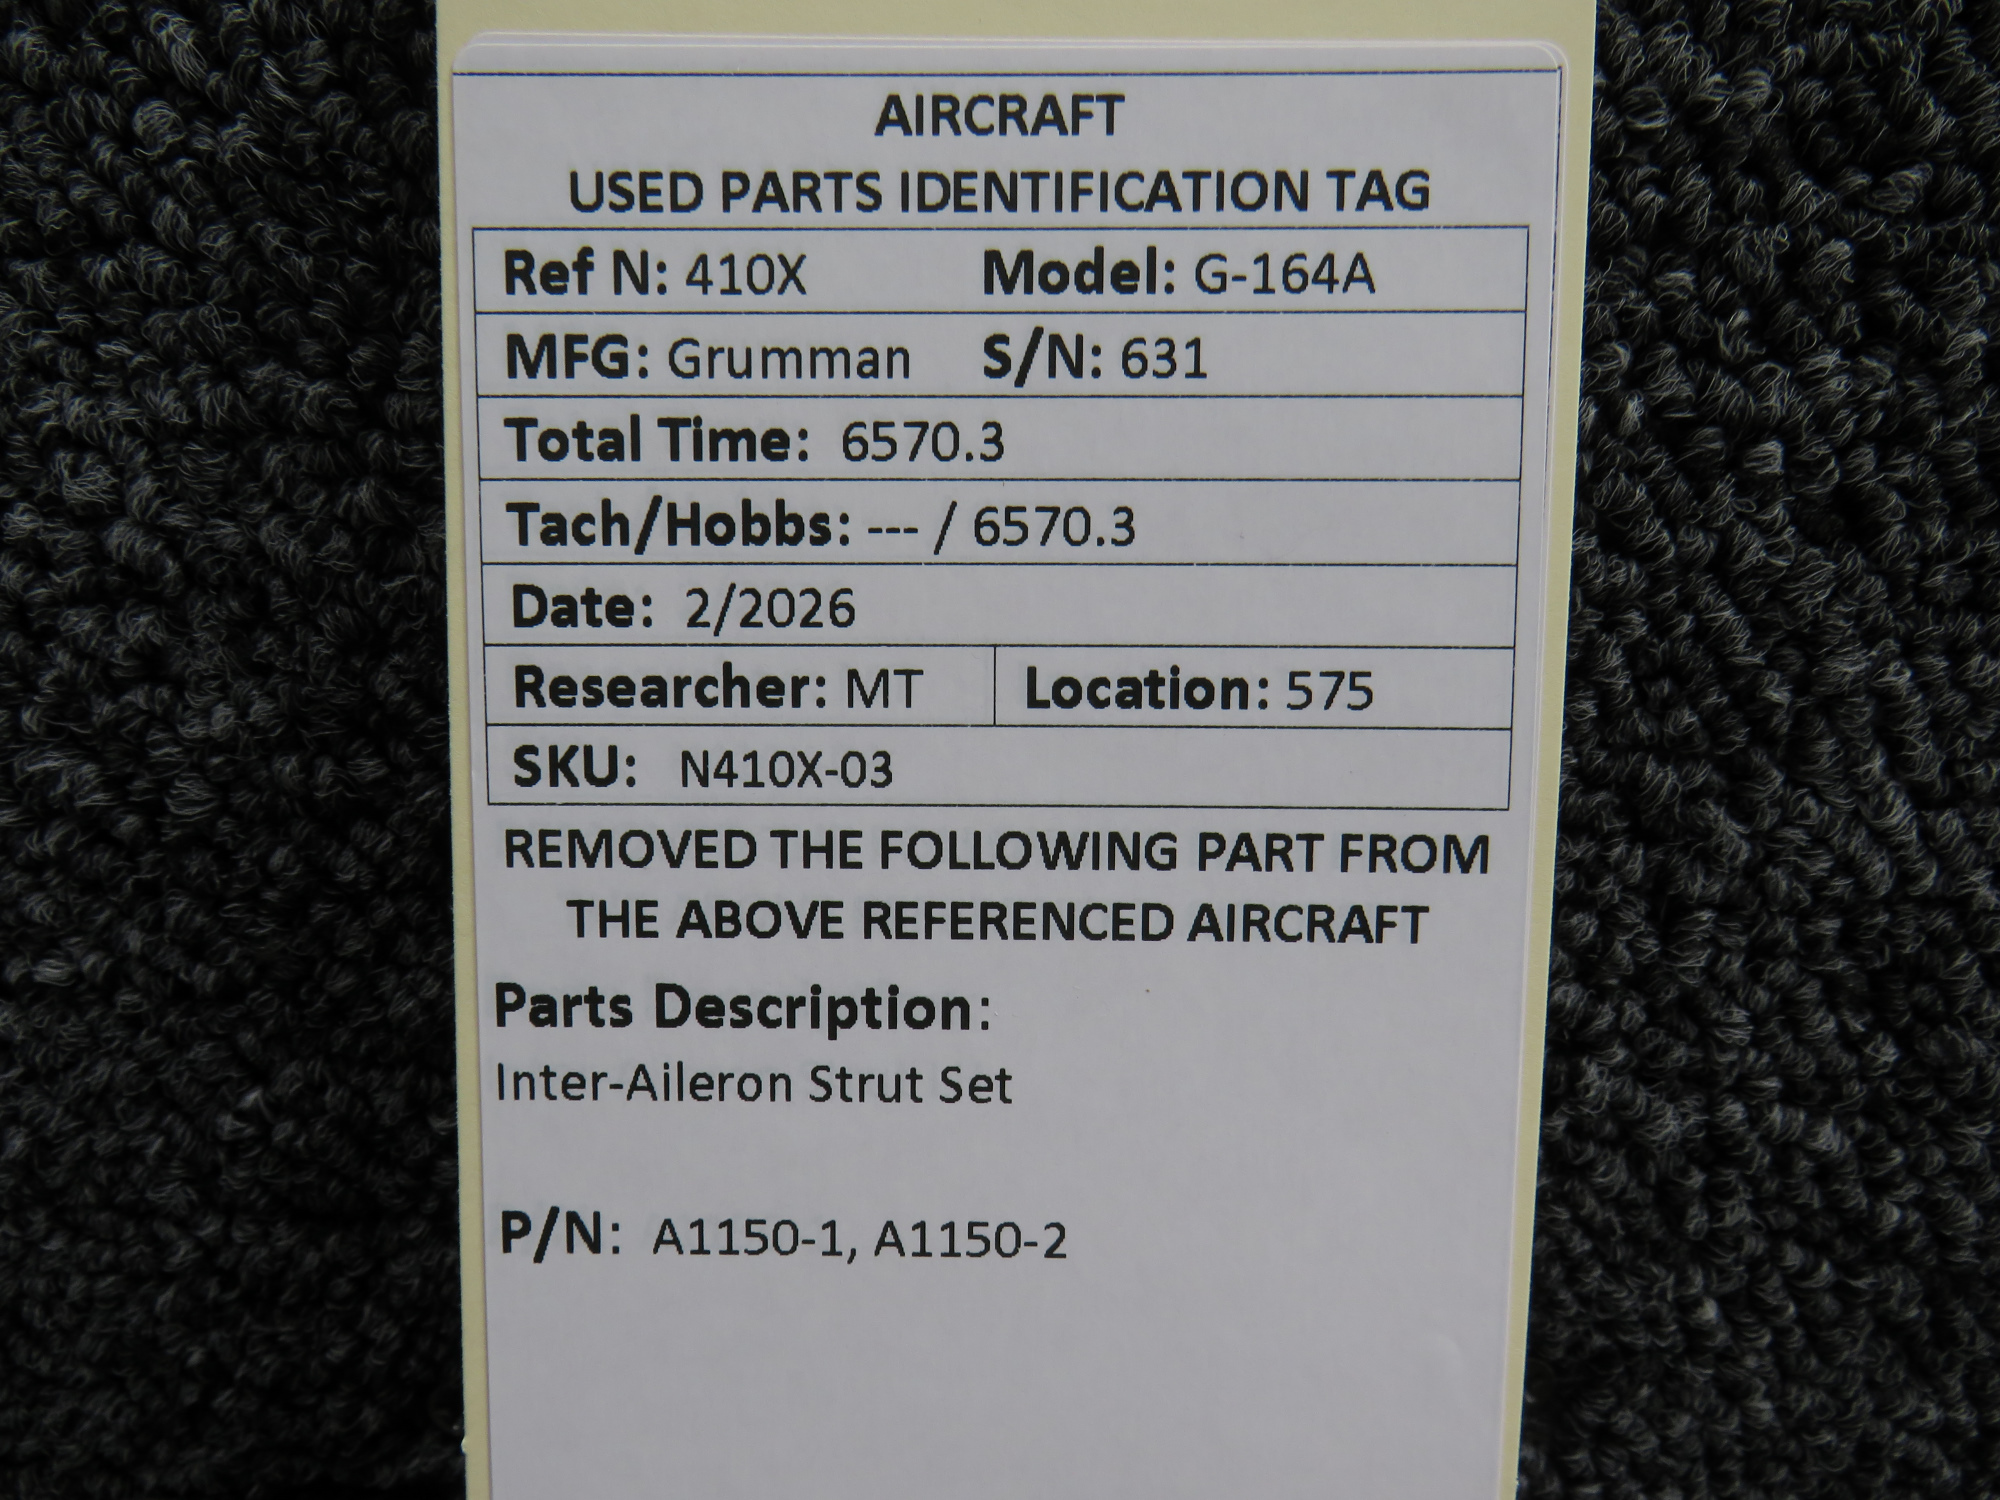 AIRCRAFT
USED PARTS IDENTIFICATION TAG
Ref N: 410X Model: G-164A
MFG: Grumman S/N: 631
Total Time: 6570.3
Tach/Hobbs: --- / 6570.3
Date: 2/2026
Researcher: MT Location: 575
SKU: N410X-03
REMOVED THE FOLLOWING PART FROM
THE ABOVE REFERENCED AIRCRAFT
Parts Description:
Inter-Aileron Strut Set
P/N: A1150-1, A1150-2